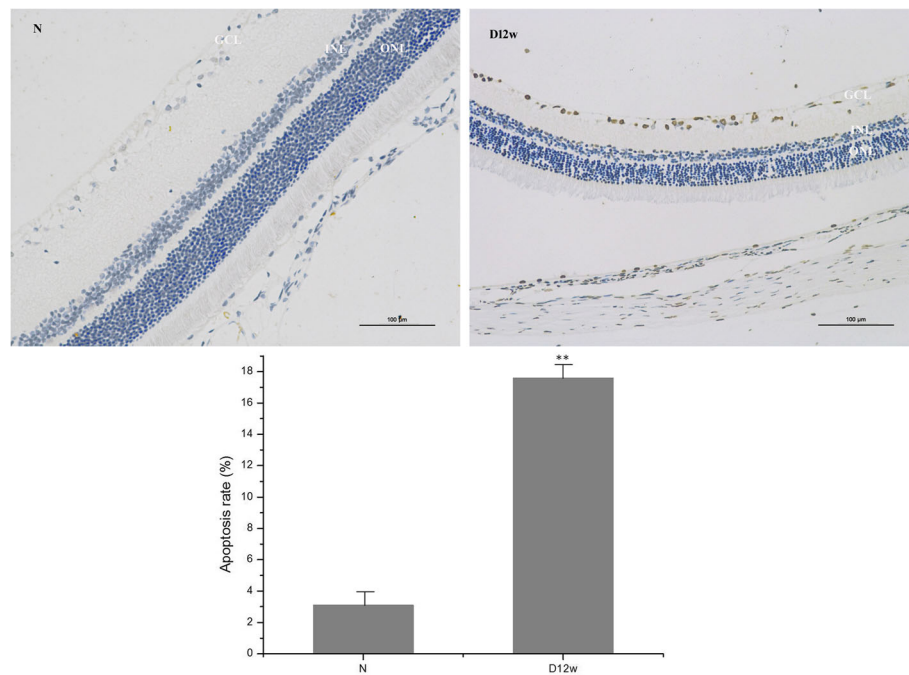 N
GCL
INL
ONL
100 µm
D12w
GCL
INL
ONL
100 µm
Apoptosis rate (%)
18
16
14
12
10
8
6
4
2
0
**
N
D12w